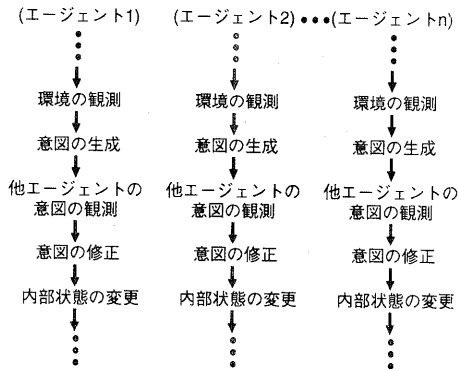 (エージェント1) (エージェント2) ••• (エージェントn)
環境の観測 環境の観測 環境の観測
意図の生成 意図の生成 意図の生成
他エージェントの 他エージェントの 他エージェントの
意図の観測 意図の観測 意図の観測
意図の修正 意図の修正 意図の修正
内部状態の変更 内部状態の変更 内部状態の変更